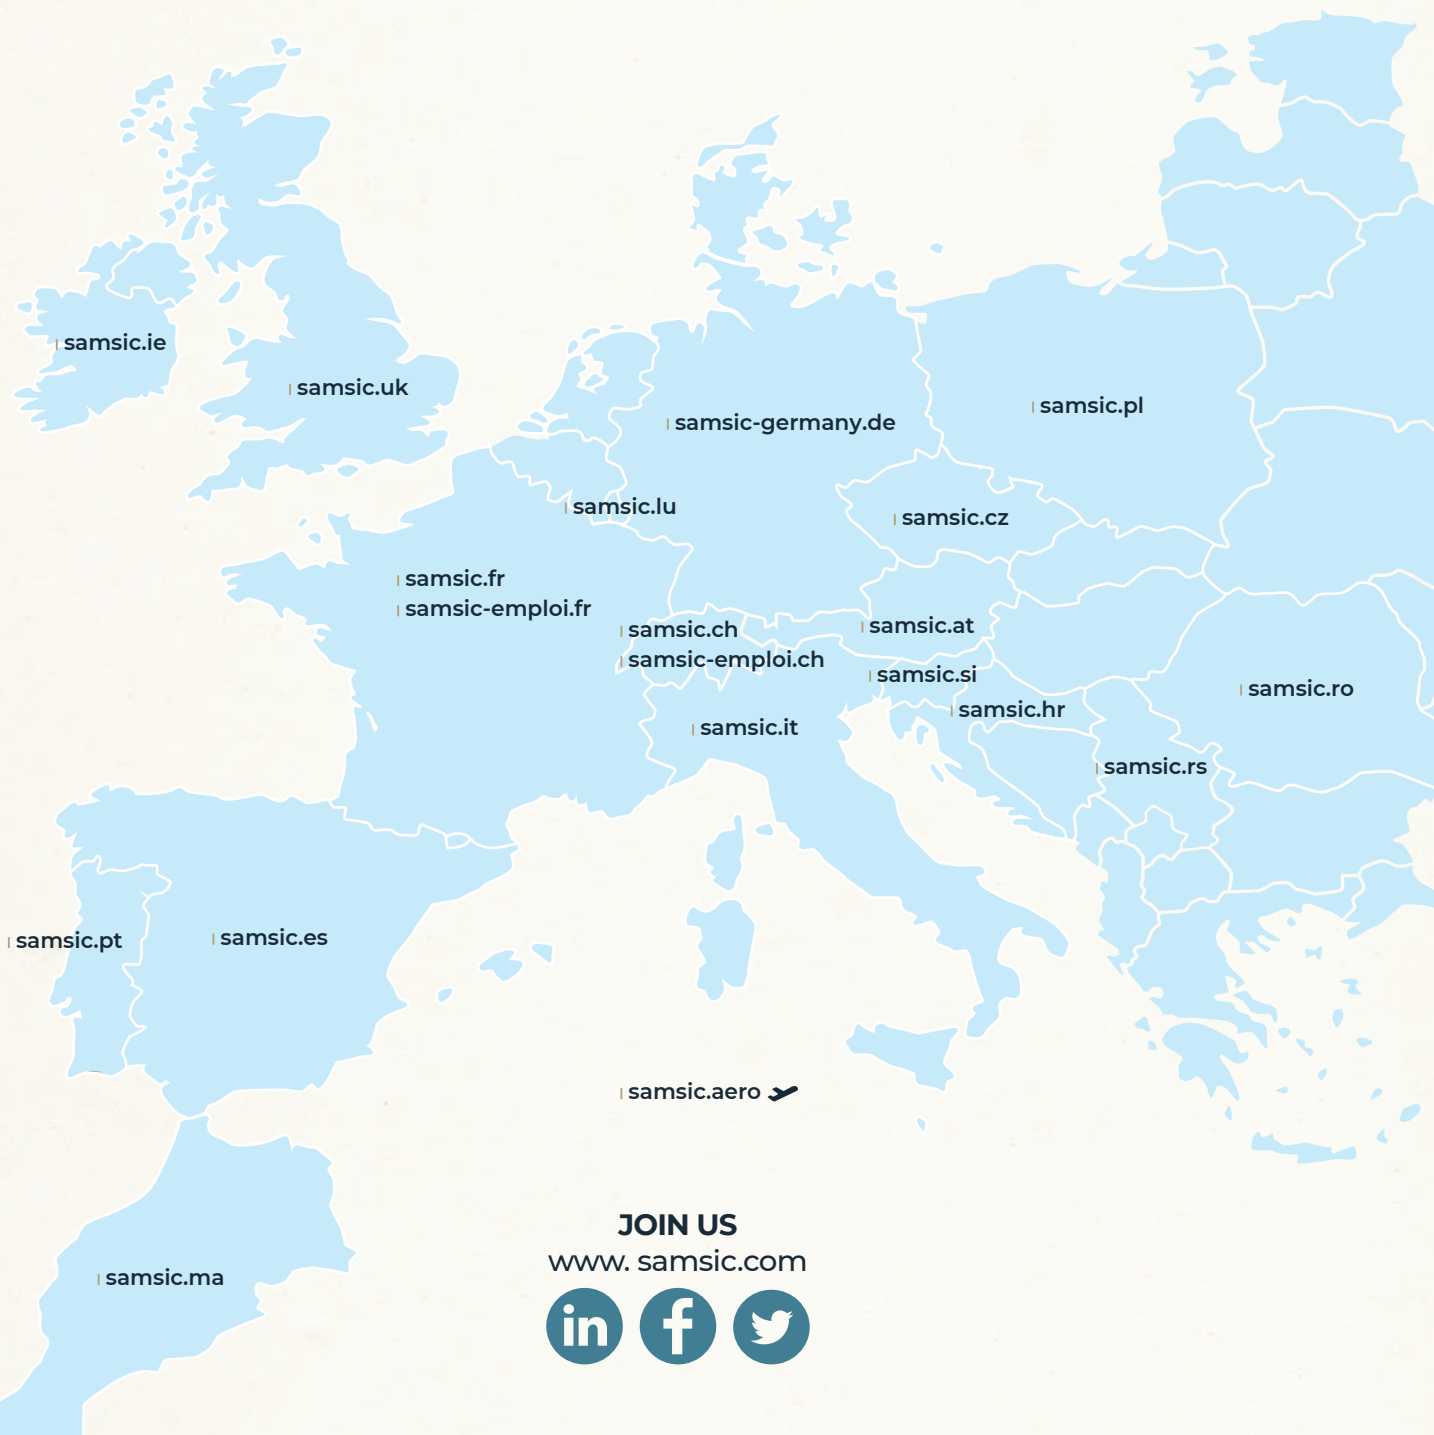 samsic.ie
samsic.uk
samsic.pl
samsic-germany.de
samsic.lu
samsic.cz
samsic.fr
samsic-emploi.fr
samsic.ch
samsic-emploi.ch
samsic.at
samsic.si
samsic.hr
samsic.ro
samsic.it
samsic.rs
samsic.pt
samsic.es
samsic.aero
samsic.ma
JOIN US
www. samsic.com
in
f